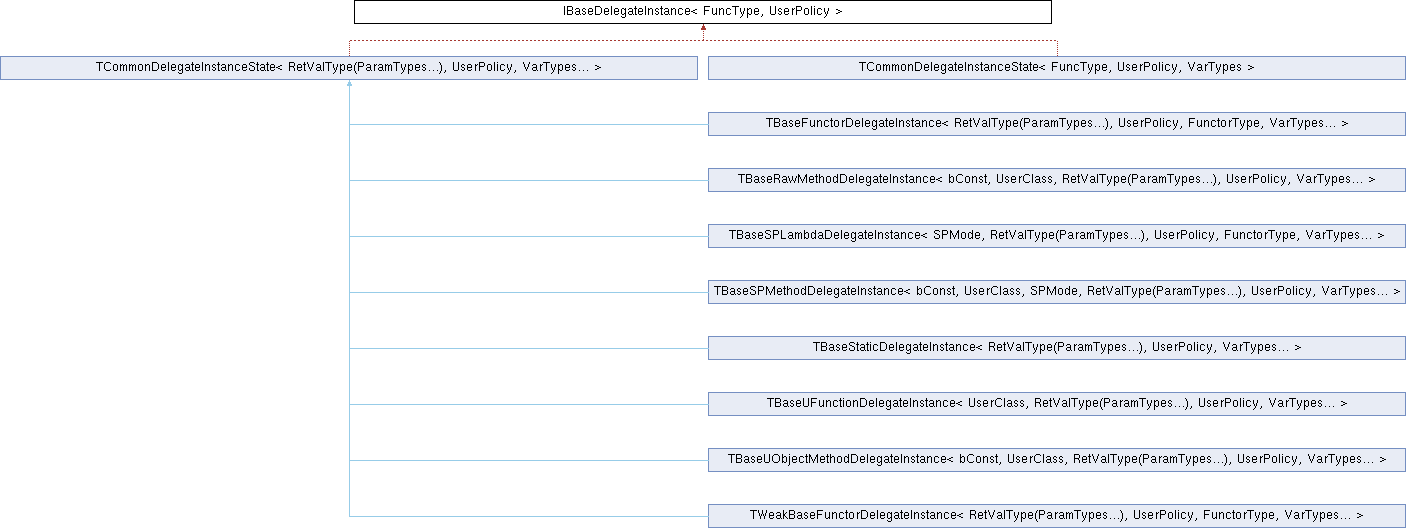 IBaseDelegateInstance< FuncType, UserPolicy >
TCommonDelegateInstanceState< RetValType(ParamTypes...), UserPolicy, VarTypes... >
TCommonDelegateInstanceState< FuncType, UserPolicy, VarTypes >
TBaseFunctorDelegateInstance< RetValType(ParamTypes...), UserPolicy, FunctorType, VarTypes... >
TBaseRawMethodDelegateInstance< bConst, UserClass, RetValType(ParamTypes...), UserPolicy, VarTypes... >
TBaseSPLambdaDelegateInstance< SPMode, RetValType(ParamTypes...), UserPolicy, FunctorType, VarTypes... >
TBaseSPMethodDelegateInstance< bConst, UserClass, SPMode, RetValType(ParamTypes...), UserPolicy, VarTypes... >
TBaseStaticDelegateInstance< RetValType(ParamTypes...), UserPolicy, VarTypes... >
TBaseUFunctionDelegateInstance< UserClass, RetValType(ParamTypes...), UserPolicy, VarTypes... >
TBaseUObjectMethodDelegateInstance< bConst, UserClass, RetValType(ParamTypes...), UserPolicy, VarTypes... >
TWeakBaseFunctorDelegateInstance< RetValType(ParamTypes...), UserPolicy, FunctorType, VarTypes... >